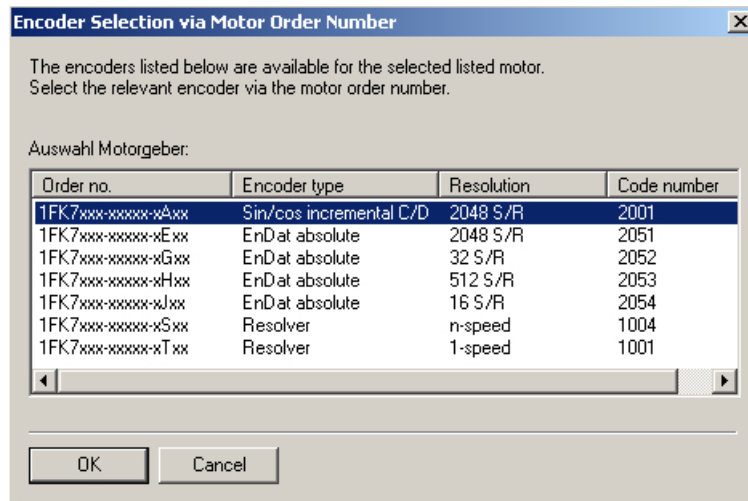 Encoder Selection via Motor Order Number
The encoders listed below are available for the selected listed motor.
Select the relevant encoder via the motor order number.
Auswahl Motorgeber:
Order no. Encoder type Resolution Code number
1FK7xxx-xxxxx-xAxx Sin/cos incremental C/D 2048 S/R 2001
1FK7xxx-xxxxx-xExx EnDat absolute 2048 S/R 2051
1FK7xxx-xxxxx-xGxx EnDat absolute 32 S/R 2052
1FK7xxx-xxxxx-xHxx EnDat absolute 512 S/R 2053
1FK7xxx-xxxxx-xJxx EnDat absolute 16 S/R 2054
1FK7xxx-xxxxx-xSxx Resolver n-speed 1004
1FK7xxx-xxxxx-xTxx Resolver 1-speed 1001
OK Cancel